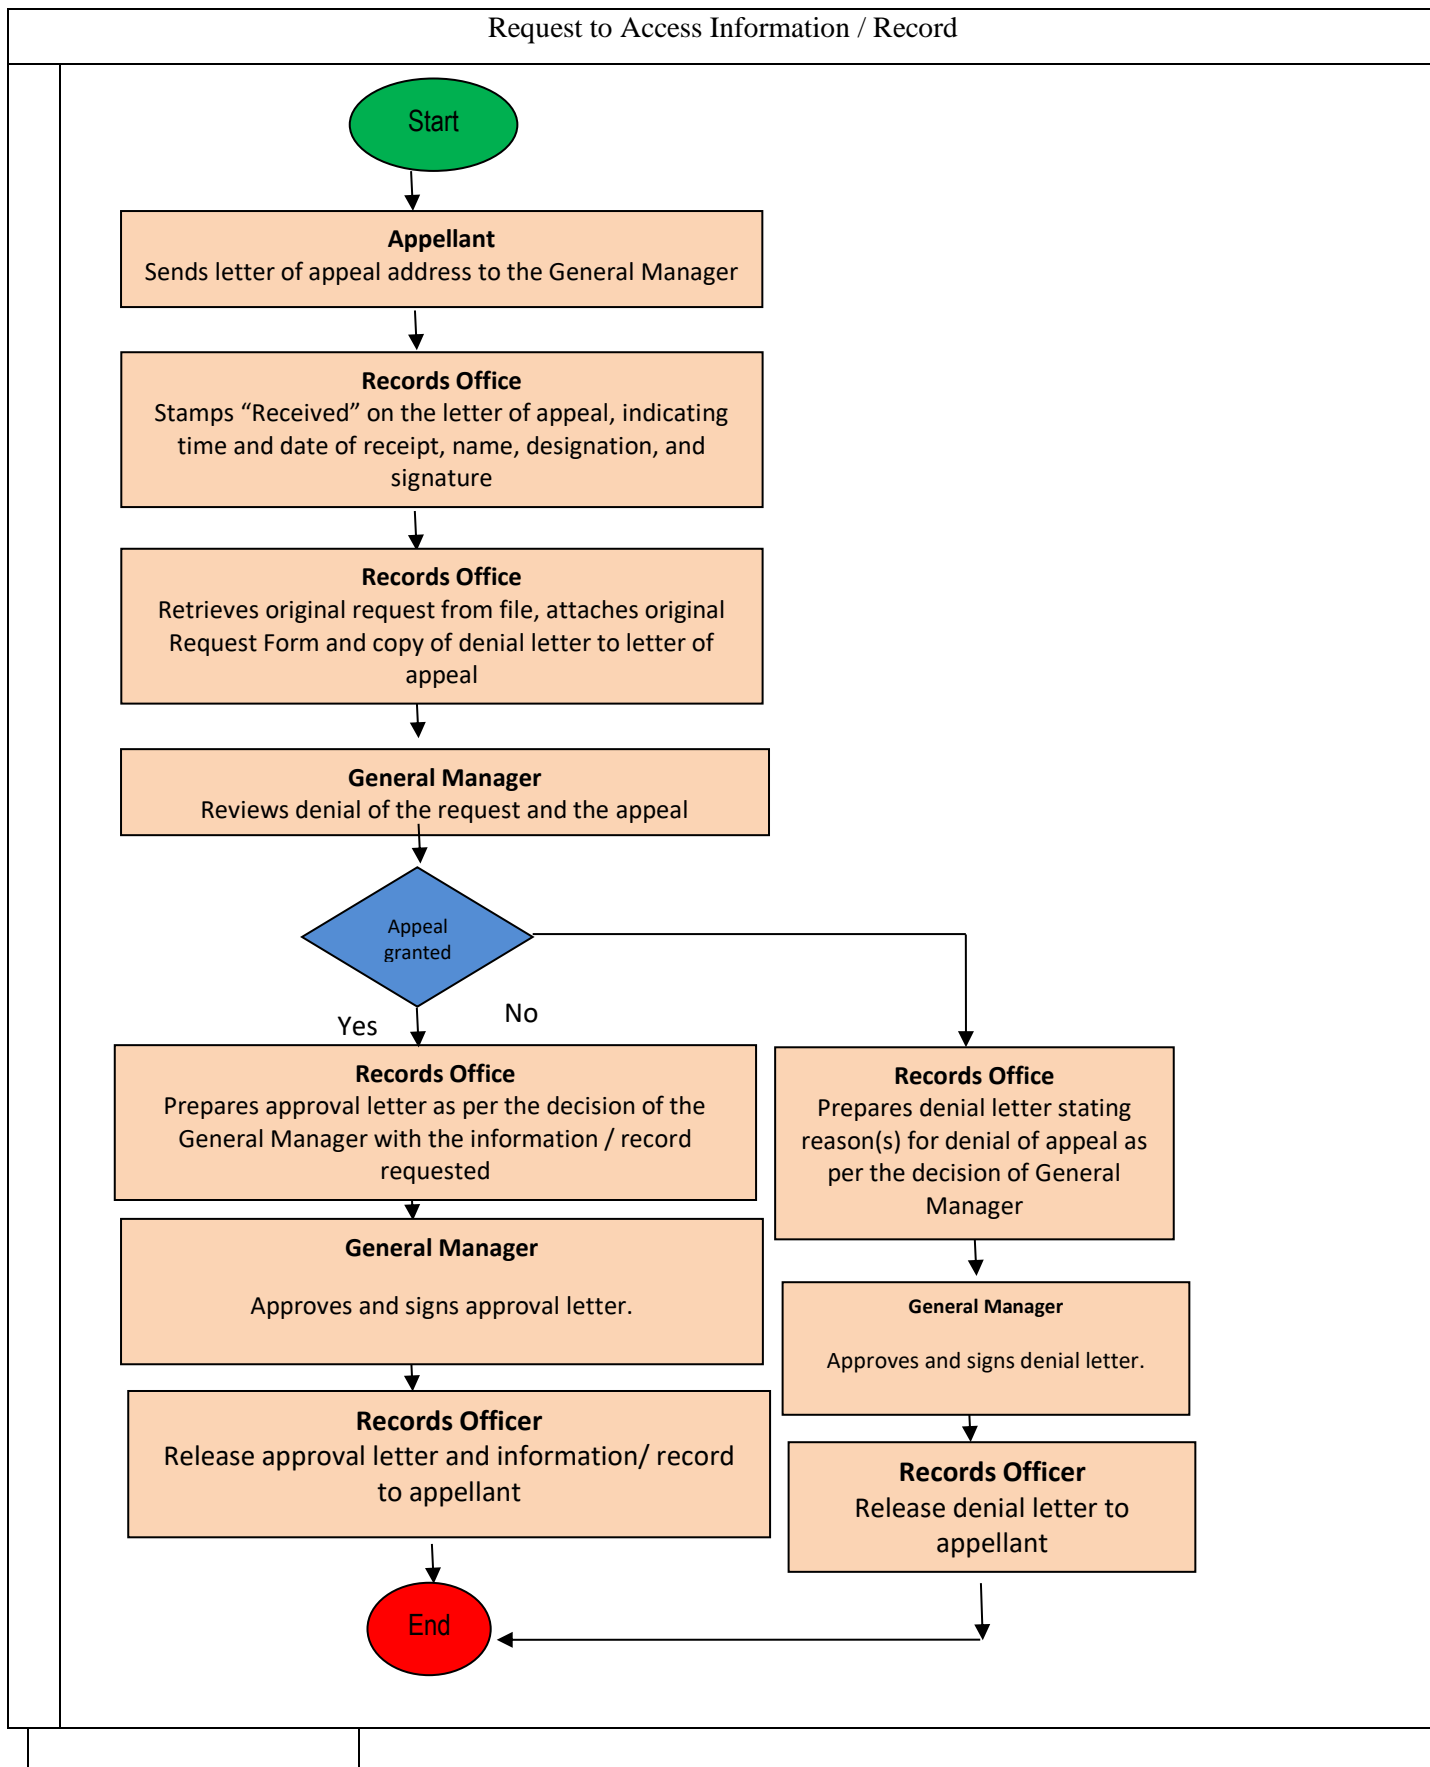 Request to Access Information / Record
Start
Appellant
Sends letter of appeal address to the General Manager
Records Office
Stamps “Received” on the letter of appeal, indicating
time and date of receipt, name, designation, and
signature
Records Office
Retrieves original request from file, attaches original
Request Form and copy of denial letter to letter of
appeal
General Manager
Reviews denial of the request and the appeal
Appeal
granted
Yes
No
Records Office
Prepares approval letter as per the decision of the
General Manager with the information / record
requested
General Manager
Approves and signs approval letter.
Records Officer
Release approval letter and information/ record
to appellant
Records Office
Prepares denial letter stating
reason(s) for denial of appeal as
per the decision of General
Manager
General Manager
Approves and signs denial letter.
Records Officer
Release denial letter to
appellant
End